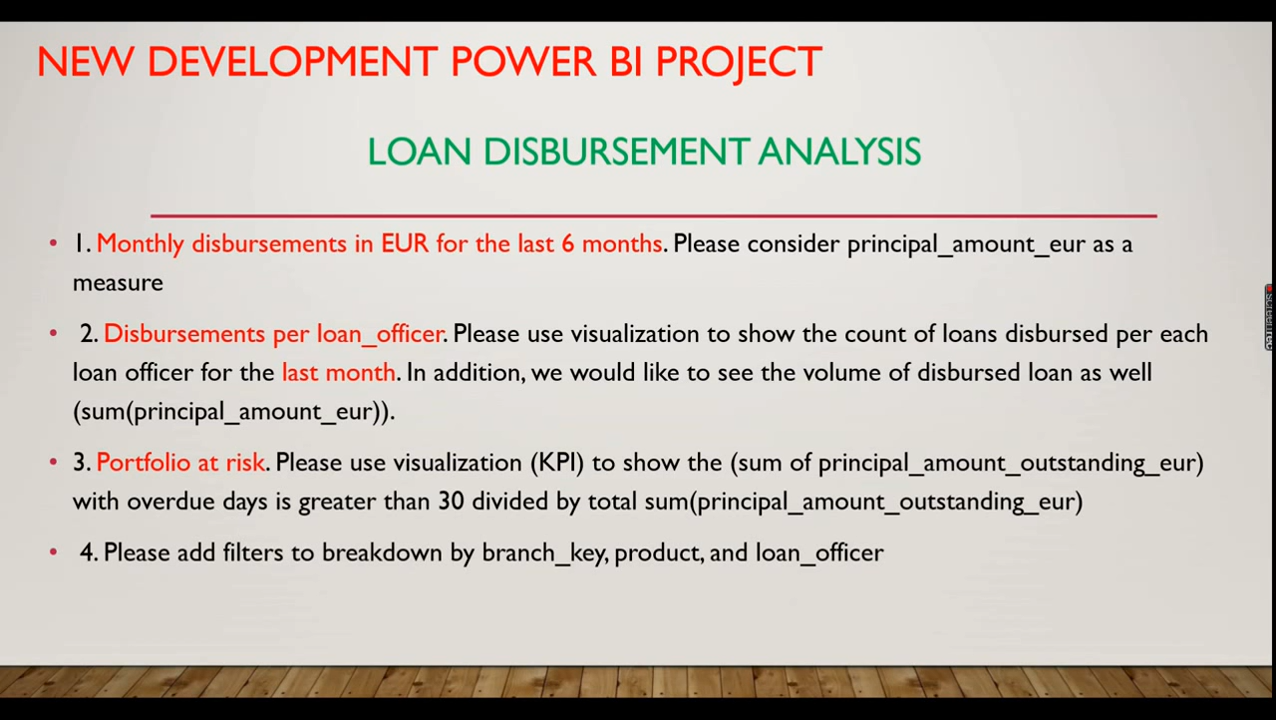 NEW DEVELOPMENT POWER BI PROJECT
LOAN DISBURSEMENT ANALYSIS
• 1. Monthly disbursements in EUR for the last 6 months. Please consider principal_amount_eur as a
measure
• 2. Disbursements per loan_officer. Please use visualization to show the count of loans disbursed per each
loan officer for the last month. In addition, we would like to see the volume of disbursed loan as well
(sum(principal_amount_eur)).
• 3. Portfolio at risk. Please use visualization (KPI) to show the (sum of principal_amount_outstanding_eur)
with overdue days is greater than 30 divided by total sum(principal_amount_outstanding_eur)
• 4. Please add filters to breakdown by branch_key, product, and loan_officer